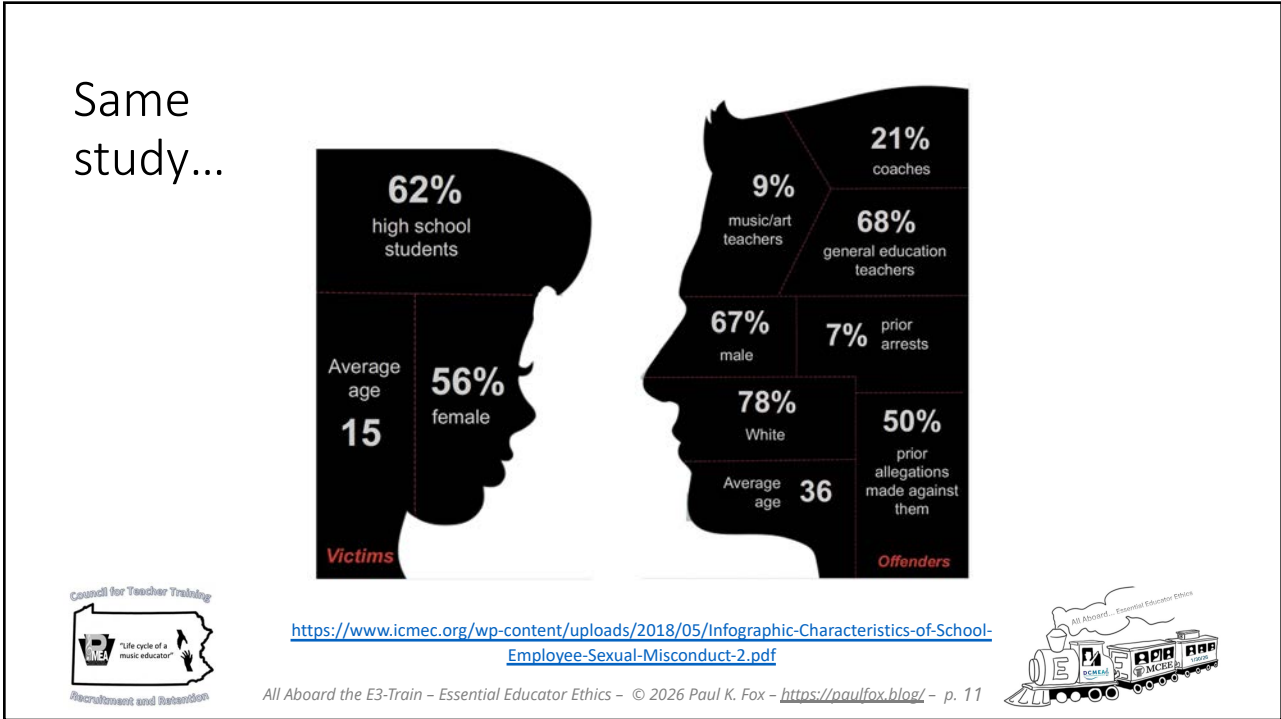 Same
study...
62%
high school
students
Average
age
15
56%
female
Victims
9%
music/art
teachers
21%
coaches
68%
general education
teachers
67%
male
7% prior
arrests
78%
White
Average
age 36
50%
prior
allegations
made against
them
Offenders
Council for Teacher Training
"Life cycle of a
music educator"
Recruitment and Retention
https://www.icmec.org/wp-content/uploads/2018/05/Infographic-Characteristics-of-School-
Employee-Sexual-Misconduct-2.pdf
All Aboard the E3-Train – Essential Educator Ethics – © 2026 Paul K. Fox – https://paulfox.blog/ – p. 11
All Aboard... Essential Educator Ethics
E
DCMEA
MCEE